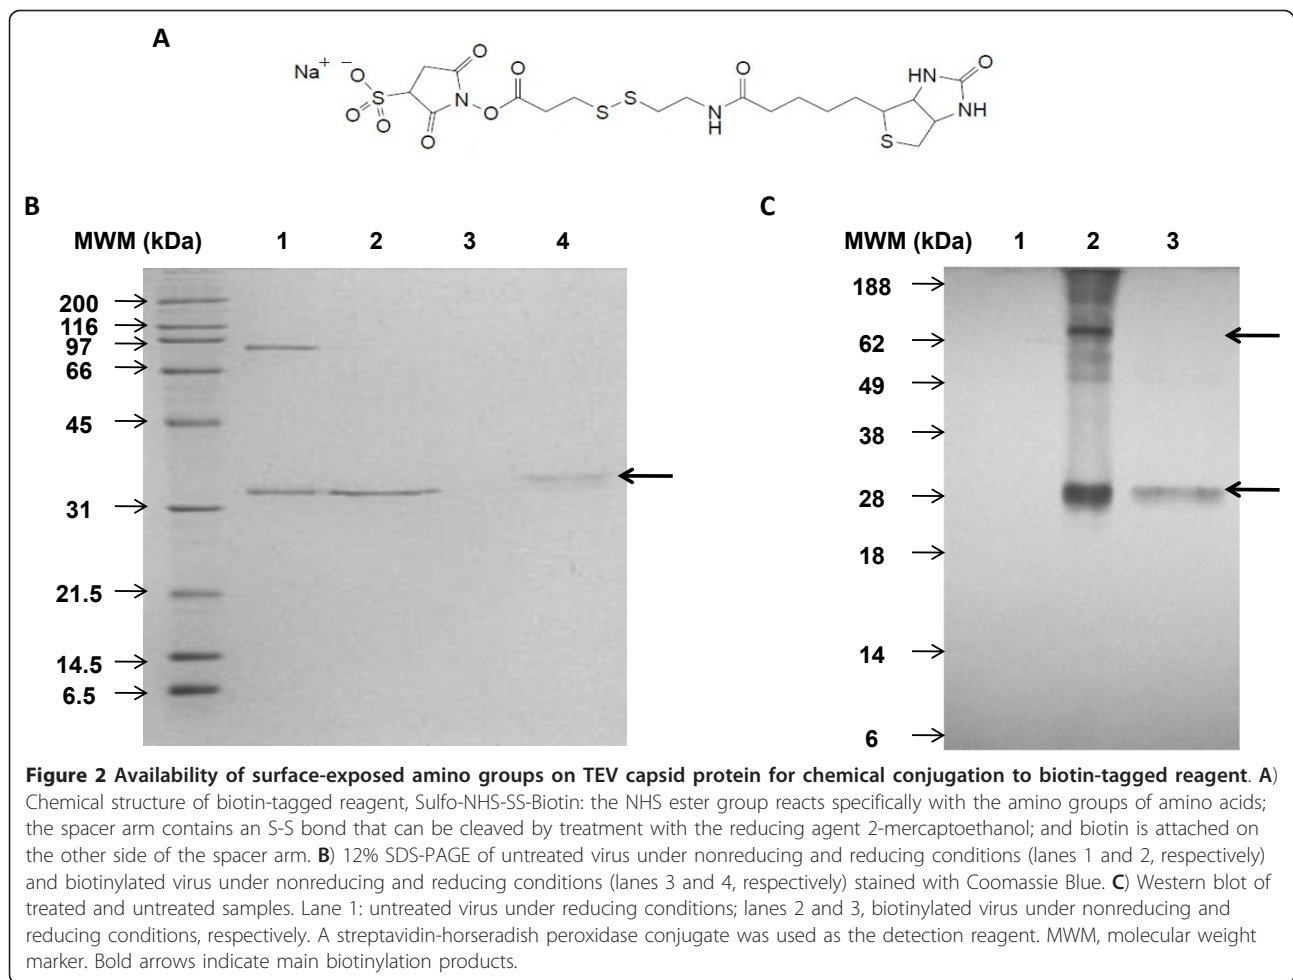 A
Na+ −O S O O O O N O O S S N H O HN O NH S
B
MWM (kDa) 1 2 3 4
200
116
97
66
45
31
21.5
14.5
6.5
C
MWM (kDa) 1 2 3
188
62
49
38
28
18
14
6
Figure 2 Availability of surface-exposed amino groups on TEV capsid protein for chemical conjugation to biotin-tagged reagent. A)
Chemical structure of biotin-tagged reagent, Sulfo-NHS-SS-Biotin: the NHS ester group reacts specifically with the amino groups of amino acids;
the spacer arm contains an S-S bond that can be cleaved by treatment with the reducing agent 2-mercaptoethanol; and biotin is attached on
the other side of the spacer arm. B) 12% SDS-PAGE of untreated virus under nonreducing and reducing conditions (lanes 1 and 2, respectively)
and biotinylated virus under nonreducing and reducing conditions (lanes 3 and 4, respectively) stained with Coomassie Blue. C) Western blot of
treated and untreated samples. Lane 1: untreated virus under reducing conditions; lanes 2 and 3, biotinylated virus under nonreducing and
reducing conditions, respectively. A streptavidin-horseradish peroxidase conjugate was used as the detection reagent. MWM, molecular weight
marker. Bold arrows indicate main biotinylation products.